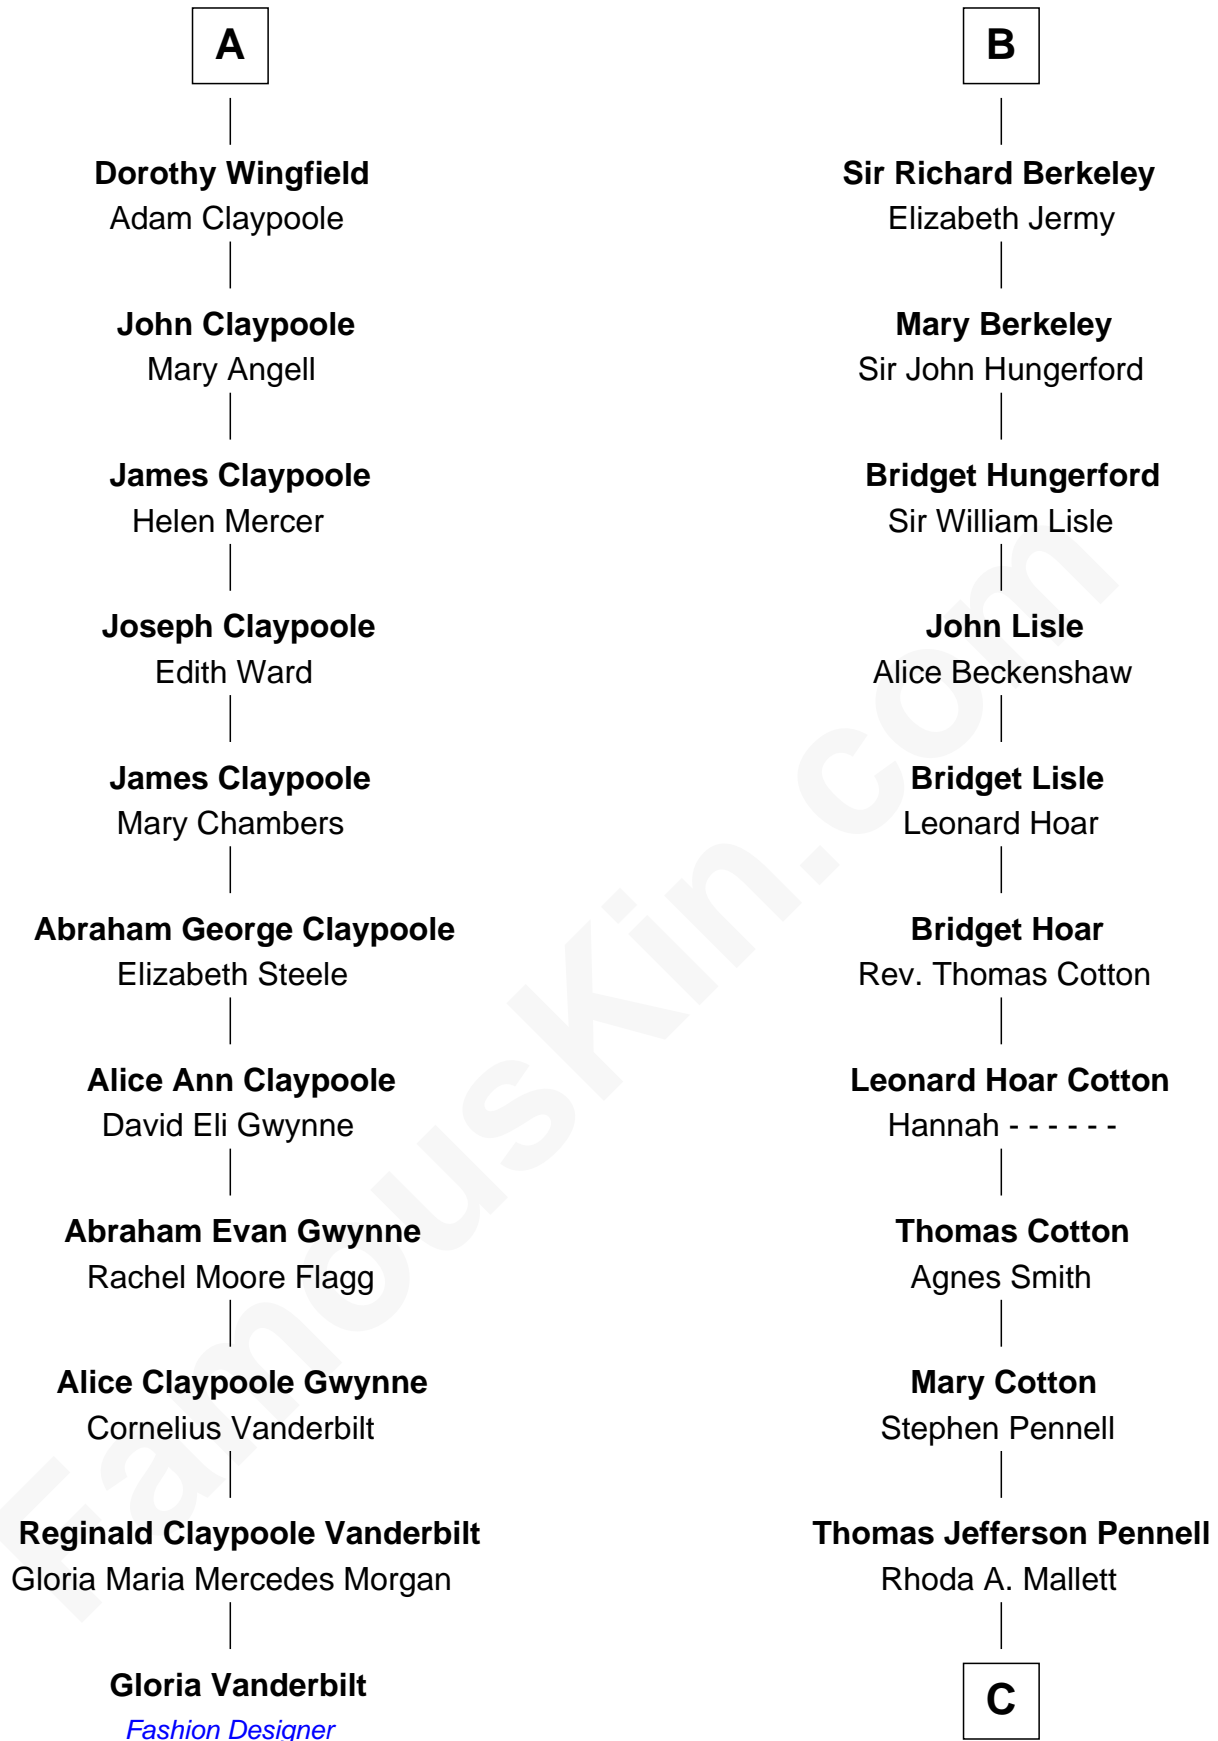 A
Dorothy Wingfield
Adam Claypoole
John Claypoole
Mary Angell
James Claypoole
Helen Mercer
Joseph Claypoole
Edith Ward
James Claypoole
Mary Chambers
Abraham George Claypoole
Elizabeth Steele
Alice Ann Claypoole
David Eli Gwynne
Abraham Evan Gwynne
Rachel Moore Flagg
Alice Claypoole Gwynne
Cornelius Vanderbilt
Reginald Claypoole Vanderbilt
Gloria Maria Mercedes Morgan
Gloria Vanderbilt
Fashion Designer
B
Sir Richard Berkeley
Elizabeth Jermy
Mary Berkeley
Sir John Hungerford
Bridget Hungerford
Sir William Lisle
John Lisle
Alice Beckenshaw
Bridget Lisle
Leonard Hoar
Bridget Hoar
Rev. Thomas Cotton
Leonard Hoar Cotton
Hannah - - - - - -
Thomas Cotton
Agnes Smith
Mary Cotton
Stephen Pennell
Thomas Jefferson Pennell
Rhoda A. Mallett
C
FamousKin.com